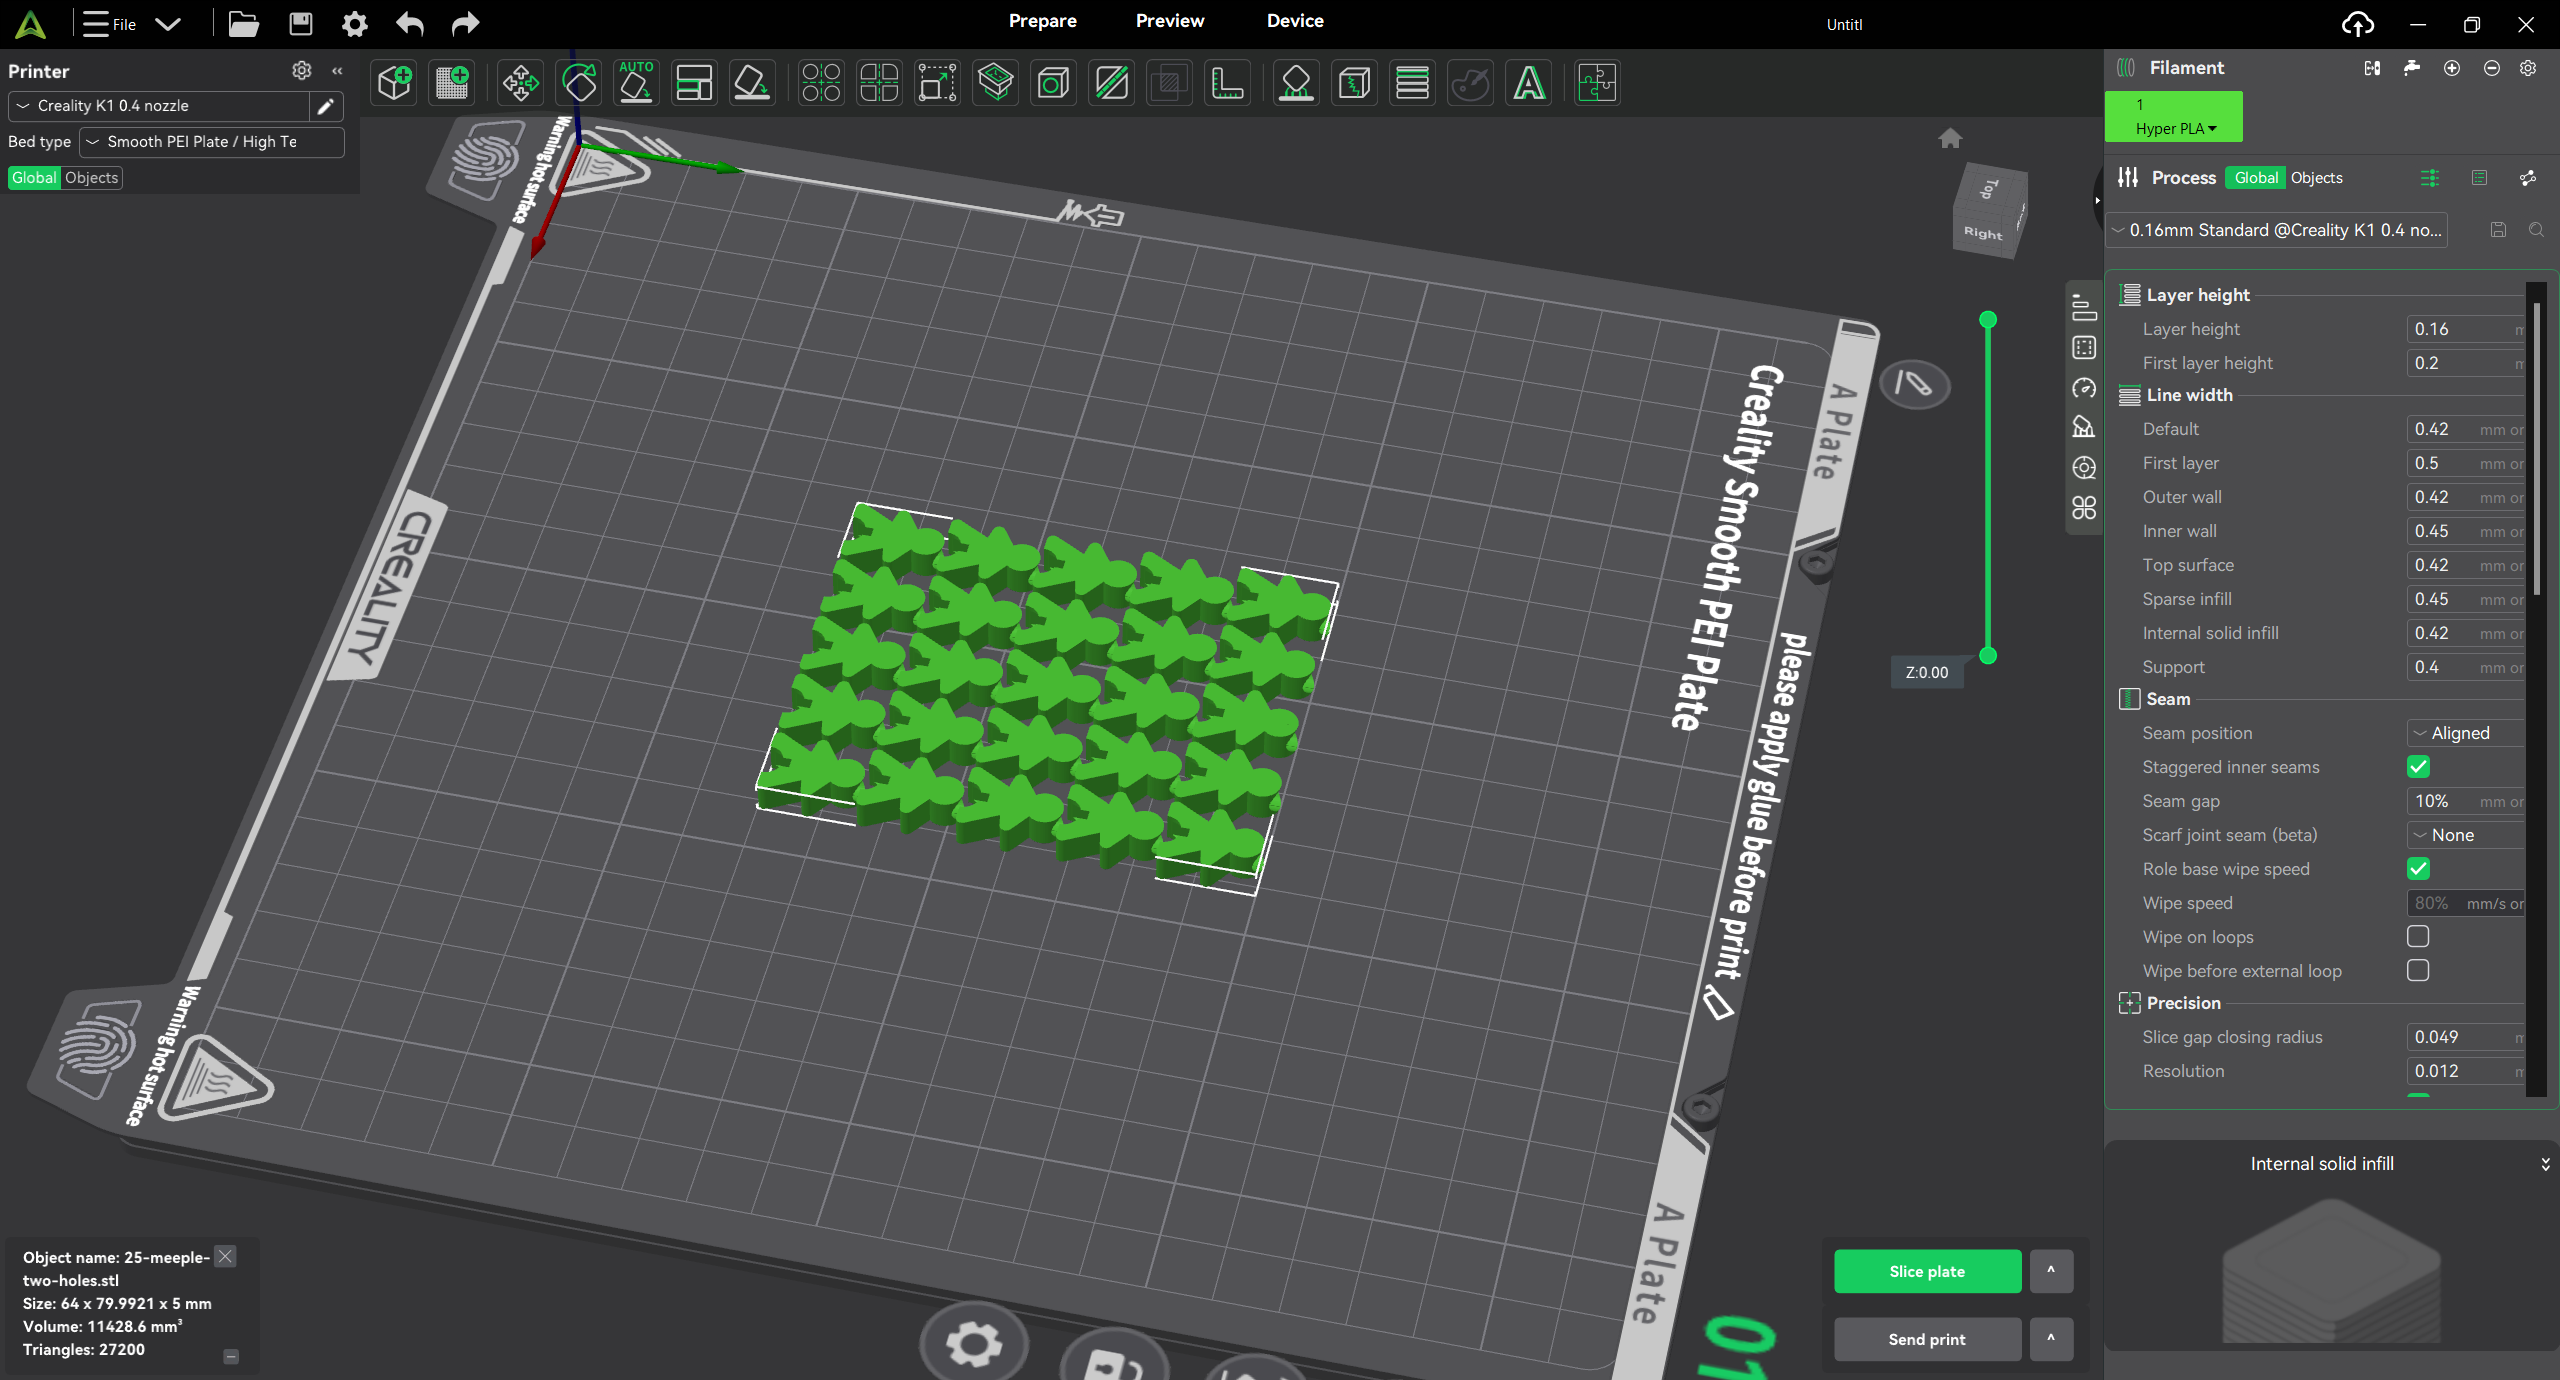 File
Prepare
Preview
Device
Untitl
Printer
Creality K1 0.4 nozzle
Bed type
Smooth PEI Plate / High Te
Global
Objects
AUTO
Filament
1
Hyper PLA
Process
Global
Objects
0.16mm Standard @Creality K1 0.4 no...
Layer height
Layer height 0.16 m
First layer height 0.2 m
Line width
Default 0.42 mm or
First layer 0.5 mm or
Outer wall 0.42 mm or
Inner wall 0.45 mm or
Top surface 0.42 mm or
Sparse infill 0.45 mm or
Internal solid infill 0.42 mm or
Support 0.4 mm or
Seam
Seam position Aligned
Staggered inner seams
Seam gap 10% mm or
Scarf joint seam (beta) None
Role base wipe speed
Wipe speed 80% mm/s or
Wipe on loops
Wipe before external loop
Precision
Slice gap closing radius 0.049 m
Resolution 0.012 m
Internal solid infill
Top
Right
Z:0.00
Warning hot surface
CREALITY
Warning hot surface
Creality Smooth PEI Plate
A Plate
please apply glue before print
A Plate
01
Object name: 25-meeple-
two-holes.stl
Size: 64 x 79.9921 x 5 mm
Volume: 11428.6 mm³
Triangles: 27200
Slice plate
Send print